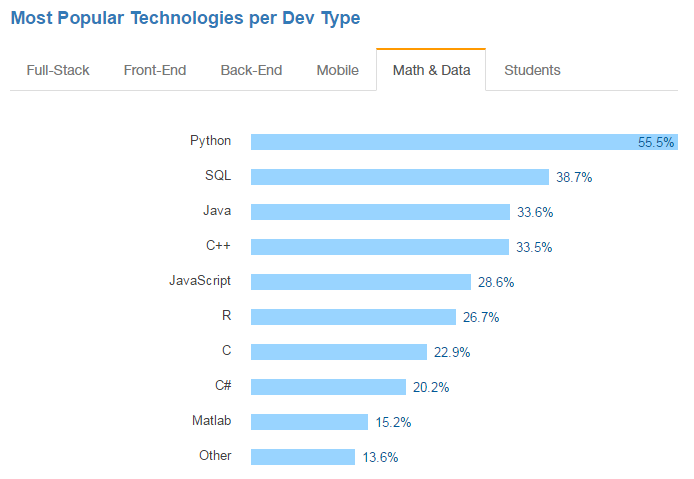 Most Popular Technologies per Dev Type
Full-Stack Front-End Back-End Mobile Math & Data Students
Python 55.5%
SQL 38.7%
Java 33.6%
C++ 33.5%
JavaScript 28.6%
R 26.7%
C 22.9%
C# 20.2%
Matlab 15.2%
Other 13.6%